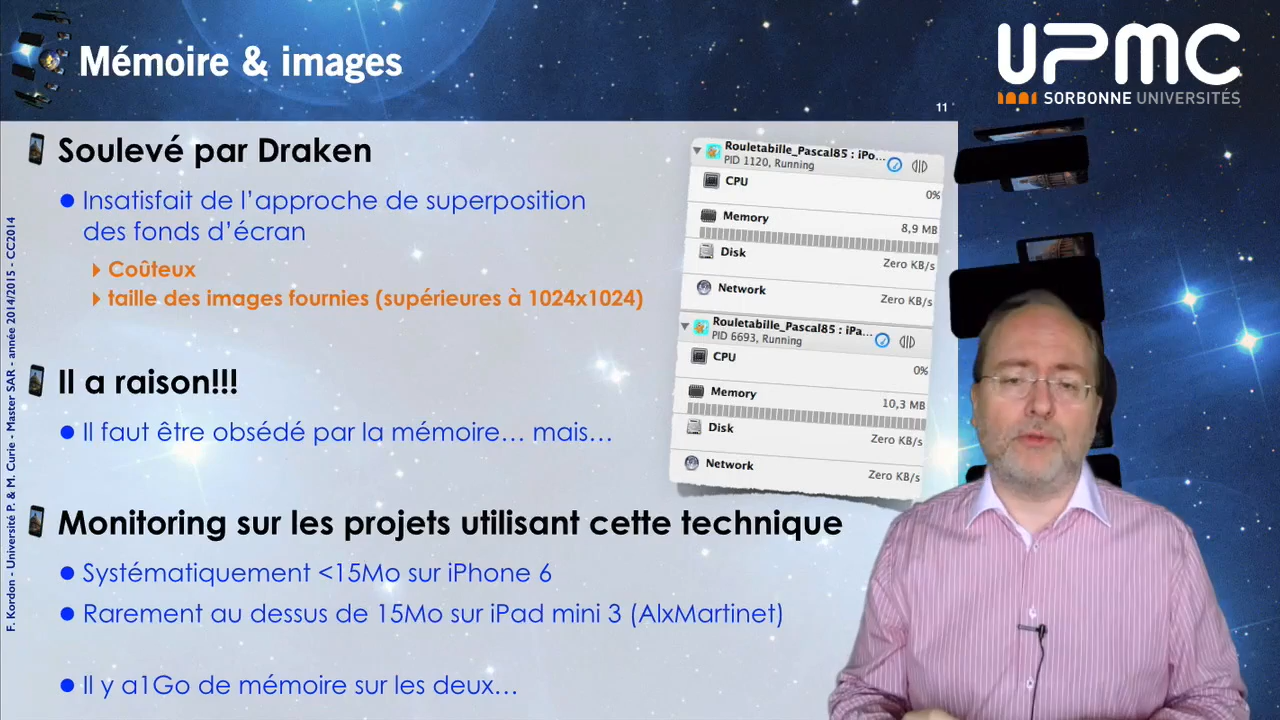 Mémoire & images
UPMC
SORBONNE UNIVERSITÉS
11
Soulevé par Draken
Insatisfait de l’approche de superposition
des fonds d’écran
Coûteux
taille des images fournies (supérieures à 1024x1024)
Il a raison!!!
Il faut être obsédé par la mémoire… mais…
Monitoring sur les projets utilisant cette technique
Systématiquement <15Mo sur iPhone 6
Rarement au dessus de 15Mo sur iPad mini 3 (AlxMartinet)
Il y a1Go de mémoire sur les deux…
Rouletabille_Pascal85 : iPo...
PID 1120, Running
CPU
0%
Memory
8,9 MB
Disk
Zero KB/s
Network
Zero KB/s
Rouletabille_Pascal85 : iPa...
PID 6693, Running
CPU
0%
Memory
10,3 MB
Disk
Zero KB/s
Network
Zero KB/s
F. Kordon - Université P. & M. Curie - Master SAR - année 2014/2015 - CC2014